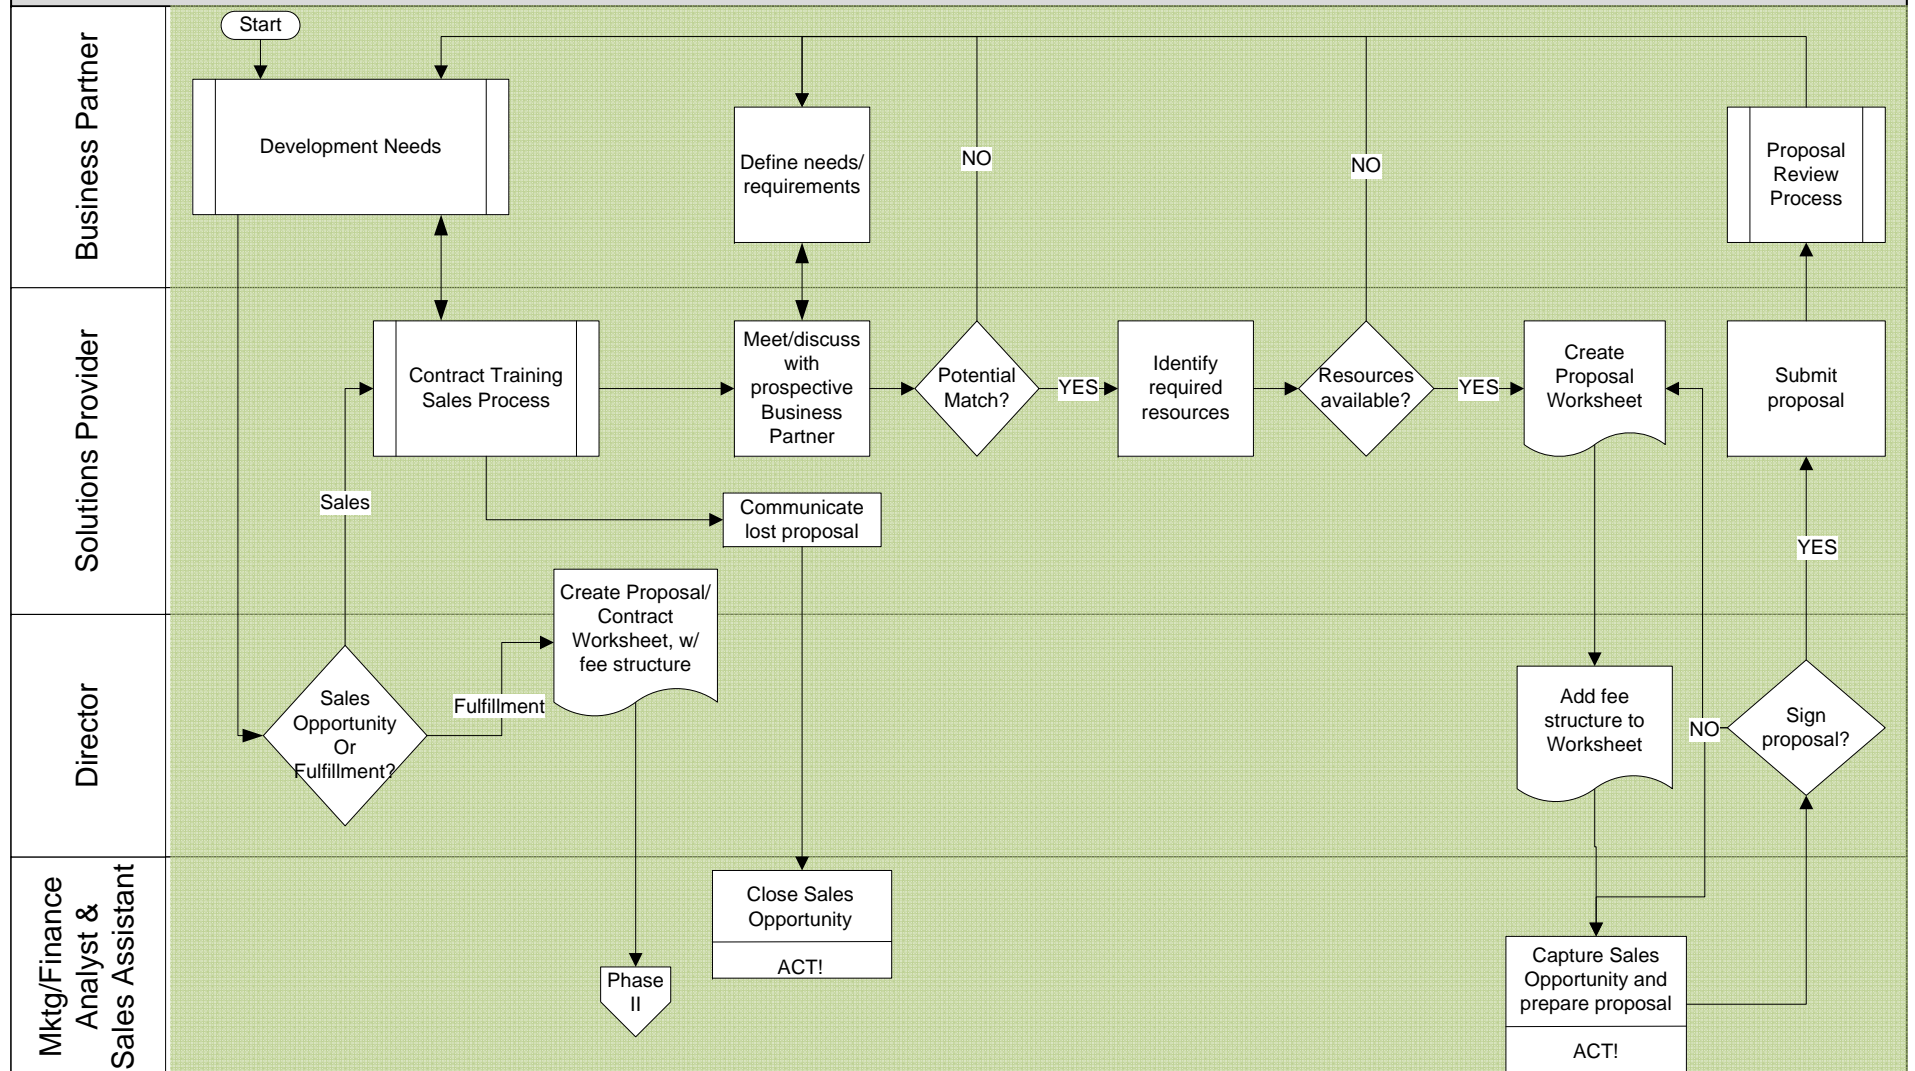 Start
Business Partner
Development Needs
Define needs/
requirements
NO
NO
Proposal
Review
Process
Solutions Provider
Contract Training
Sales Process
Meet/discuss
with
prospective
Business
Partner
Potential
Match?
YES
Identify
required
resources
Resources
available?
YES
Create
Proposal
Worksheet
Submit
proposal
Sales
Communicate
lost proposal
YES
Create Proposal/
Contract
Worksheet, w/
fee structure
Director
Sales
Opportunity
Or
Fulfillment?
Fulfillment
Add fee
structure to
Worksheet
NO
Sign
proposal?
Mktg/Finance
Analyst &
Sales Assistant
Phase
II
Close Sales
Opportunity
ACT!
Capture Sales
Opportunity and
prepare proposal
ACT!